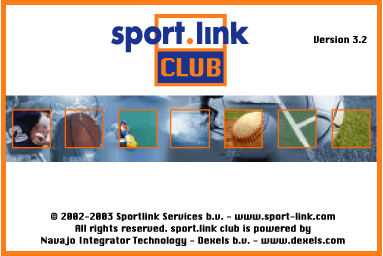 sport.link
CLUB
Version 3.2
© 2002-2003 Sportlink Services b.v. - www.sport-link.com
All rights reserved. sport.link club is powered by
Navajo Integrator Technology - Dexels b.v. - www.dexels.com